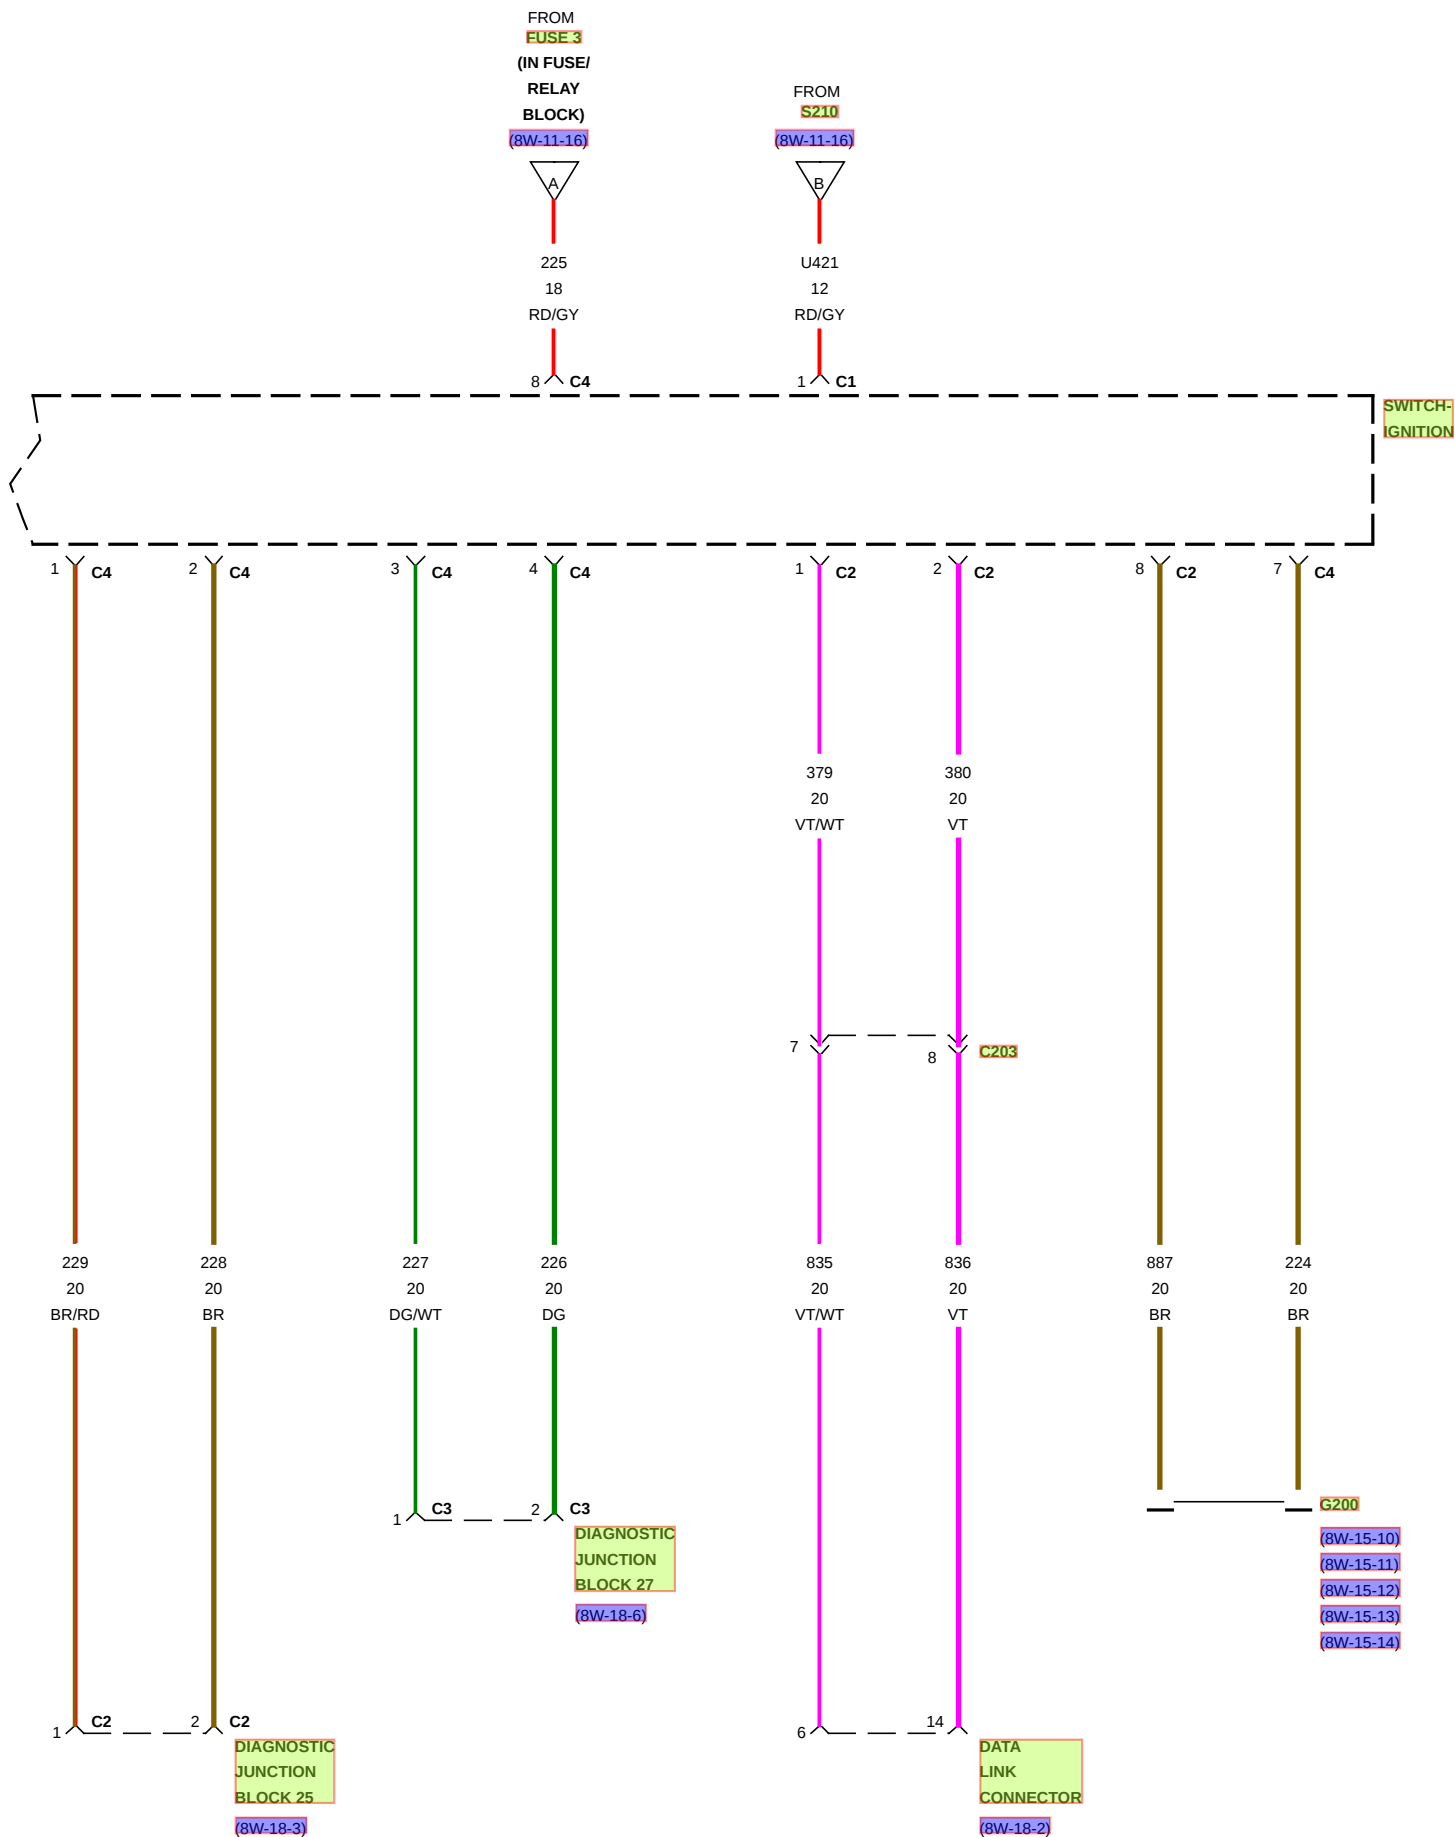 FROM
FUSE 3
(IN FUSE/
RELAY
BLOCK)
(8W-11-16)
A
FROM
S210
(8W-11-16)
B
225
18
RD/GY
U421
12
RD/GY
8 C4
1 C1
SWITCH-
IGNITION
1 C4
2 C4
3 C4
4 C4
1 C2
2 C2
8 C2
7 C4
379
20
VT/WT
380
20
VT
7
8
C203
229
20
BR/RD
228
20
BR
227
20
DG/WT
226
20
DG
835
20
VT/WT
836
20
VT
887
20
BR
224
20
BR
1 C3
2 C3
DIAGNOSTIC
JUNCTION
BLOCK 27
(8W-18-6)
G200
(8W-15-10)
(8W-15-11)
(8W-15-12)
(8W-15-13)
(8W-15-14)
1 C2
2 C2
DIAGNOSTIC
JUNCTION
BLOCK 25
(8W-18-3)
6
14
DATA
LINK
CONNECTOR
(8W-18-2)